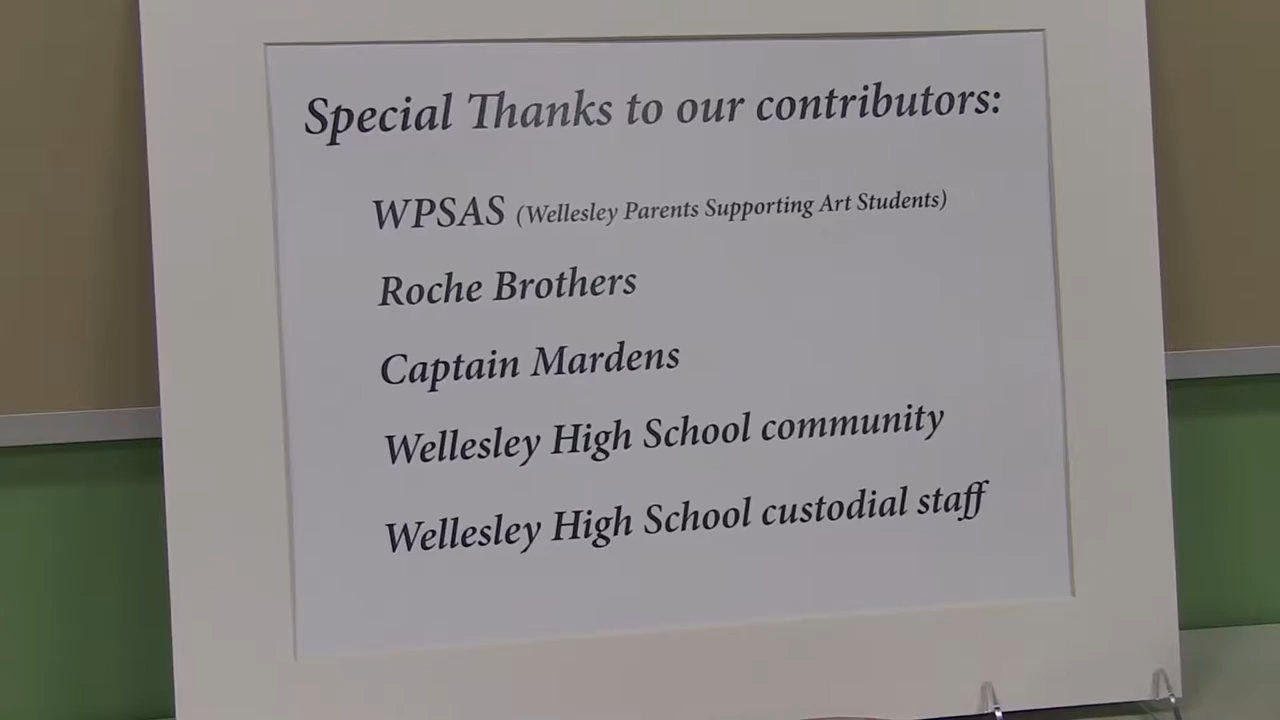 Special Thanks to our contributors:
WPSAS (Wellesley Parents Supporting Art Students)
Roche Brothers
Captain Mardens
Wellesley High School community
Wellesley High School custodial staff